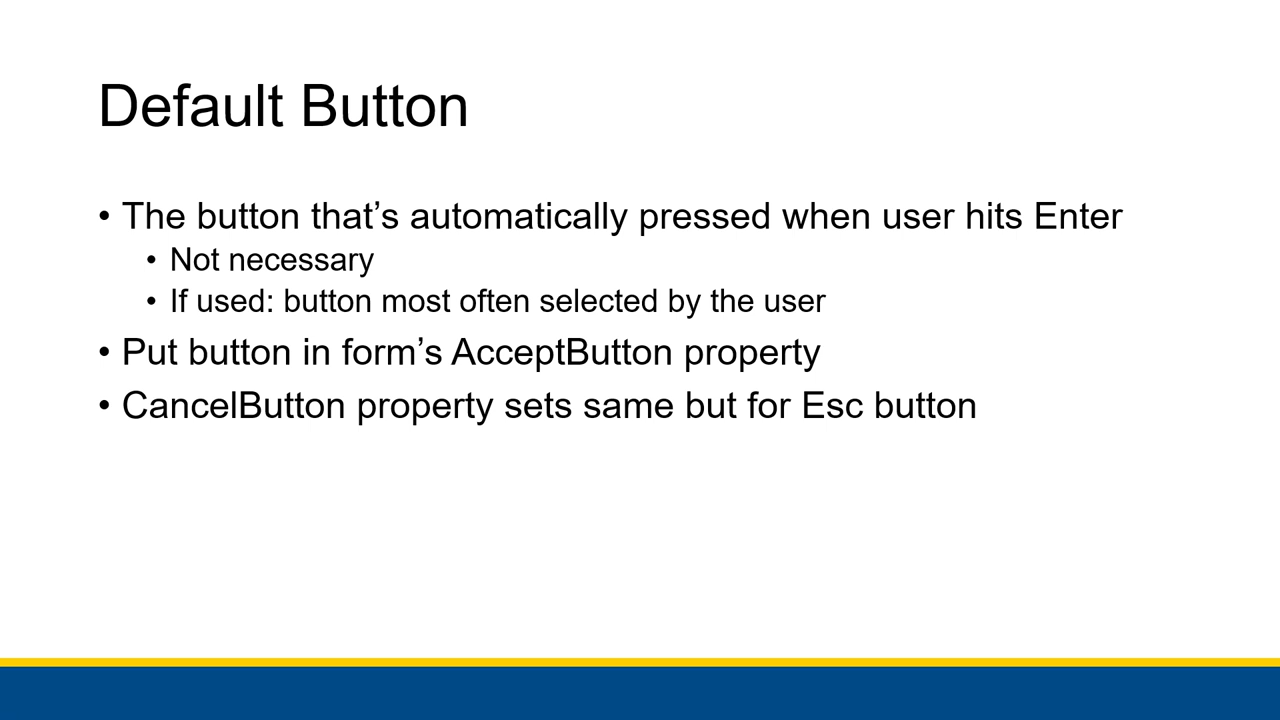 Default Button
• The button that’s automatically pressed when user hits Enter
• Not necessary
• If used: button most often selected by the user
• Put button in form’s AcceptButton property
• CancelButton property sets same but for Esc button